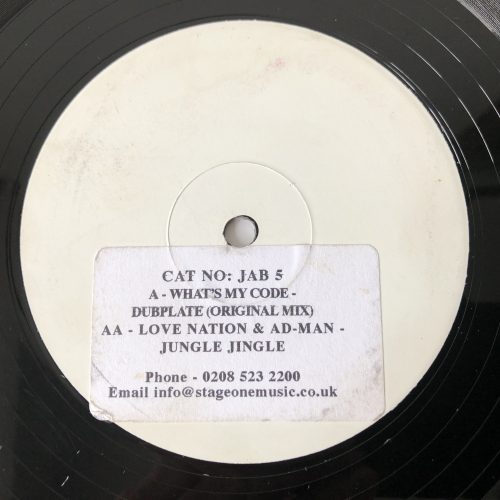 CAT NO: JAB 5
A - WHAT'S MY CODE -
DUBPLATE (ORIGINAL MIX)
AA - LOVE NATION & AD-MAN -
JUNGLE JINGLE
Phone - 0208 523 2200
Email info@stageonemusic.co.uk